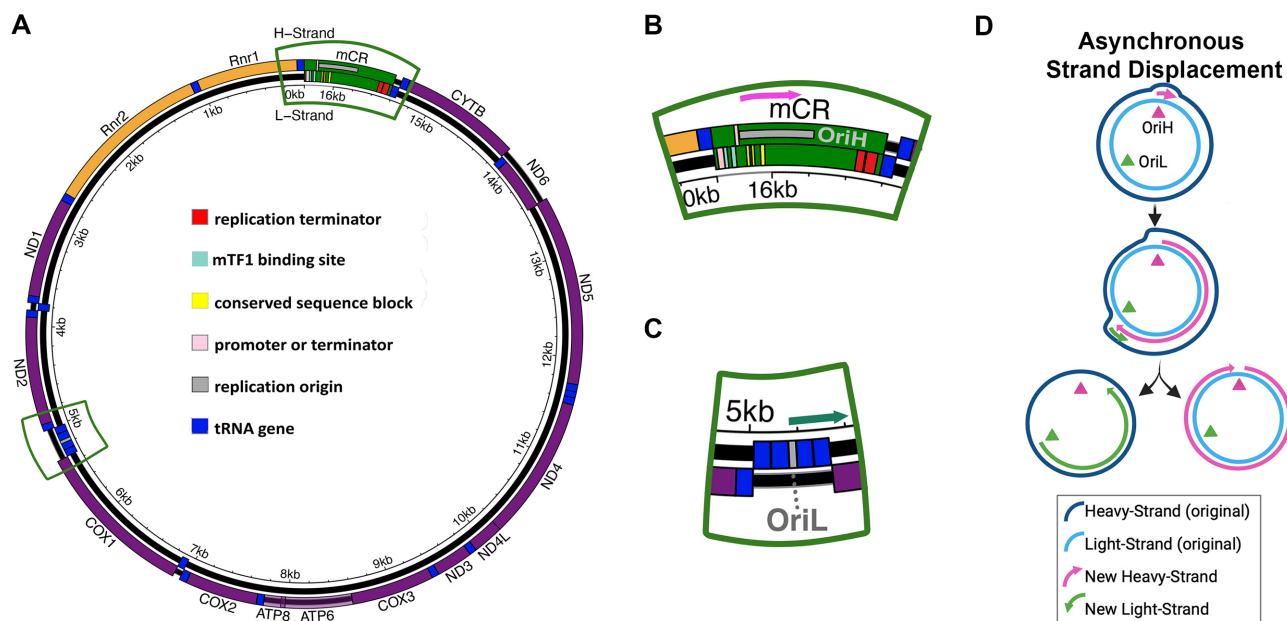 A
H-Strand
mCR
L-Strand
Rnr1
Rnr2
ND1
ND2
COX1
COX2
ATP8
ATP6
COX3
ND3
ND4L
ND4
ND5
ND6
CYTB
0kb
1kb
2kb
3kb
4kb
5kb
6kb
7kb
8kb
9kb
10kb
11kb
12kb
13kb
14kb
15kb
16kb
replication terminator
mTF1 binding site
conserved sequence block
promoter or terminator
replication origin
tRNA gene
B
mCR
OriH
0kb
16kb
C
5kb
OriL
D
Asynchronous
Strand Displacement
OriH
OriL
Heavy-Strand (original)
Light-Strand (original)
New Heavy-Strand
New Light-Strand